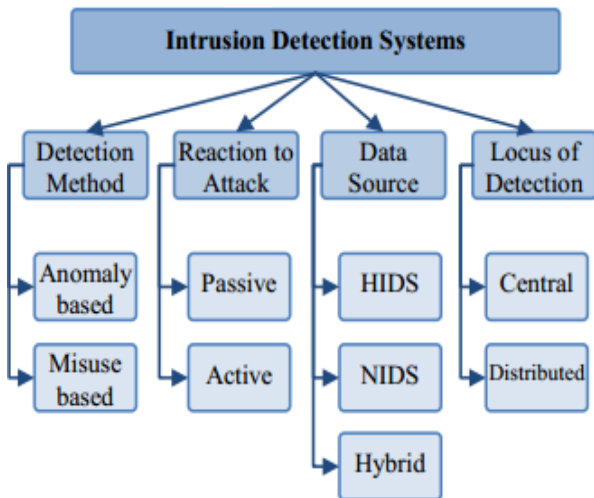 Intrusion Detection Systems
Detection
Method
Reaction to
Attack
Data
Source
Locus of
Detection
Anomaly
based
Passive
HIDS
Central
Misuse
based
Active
NIDS
Distributed
Hybrid